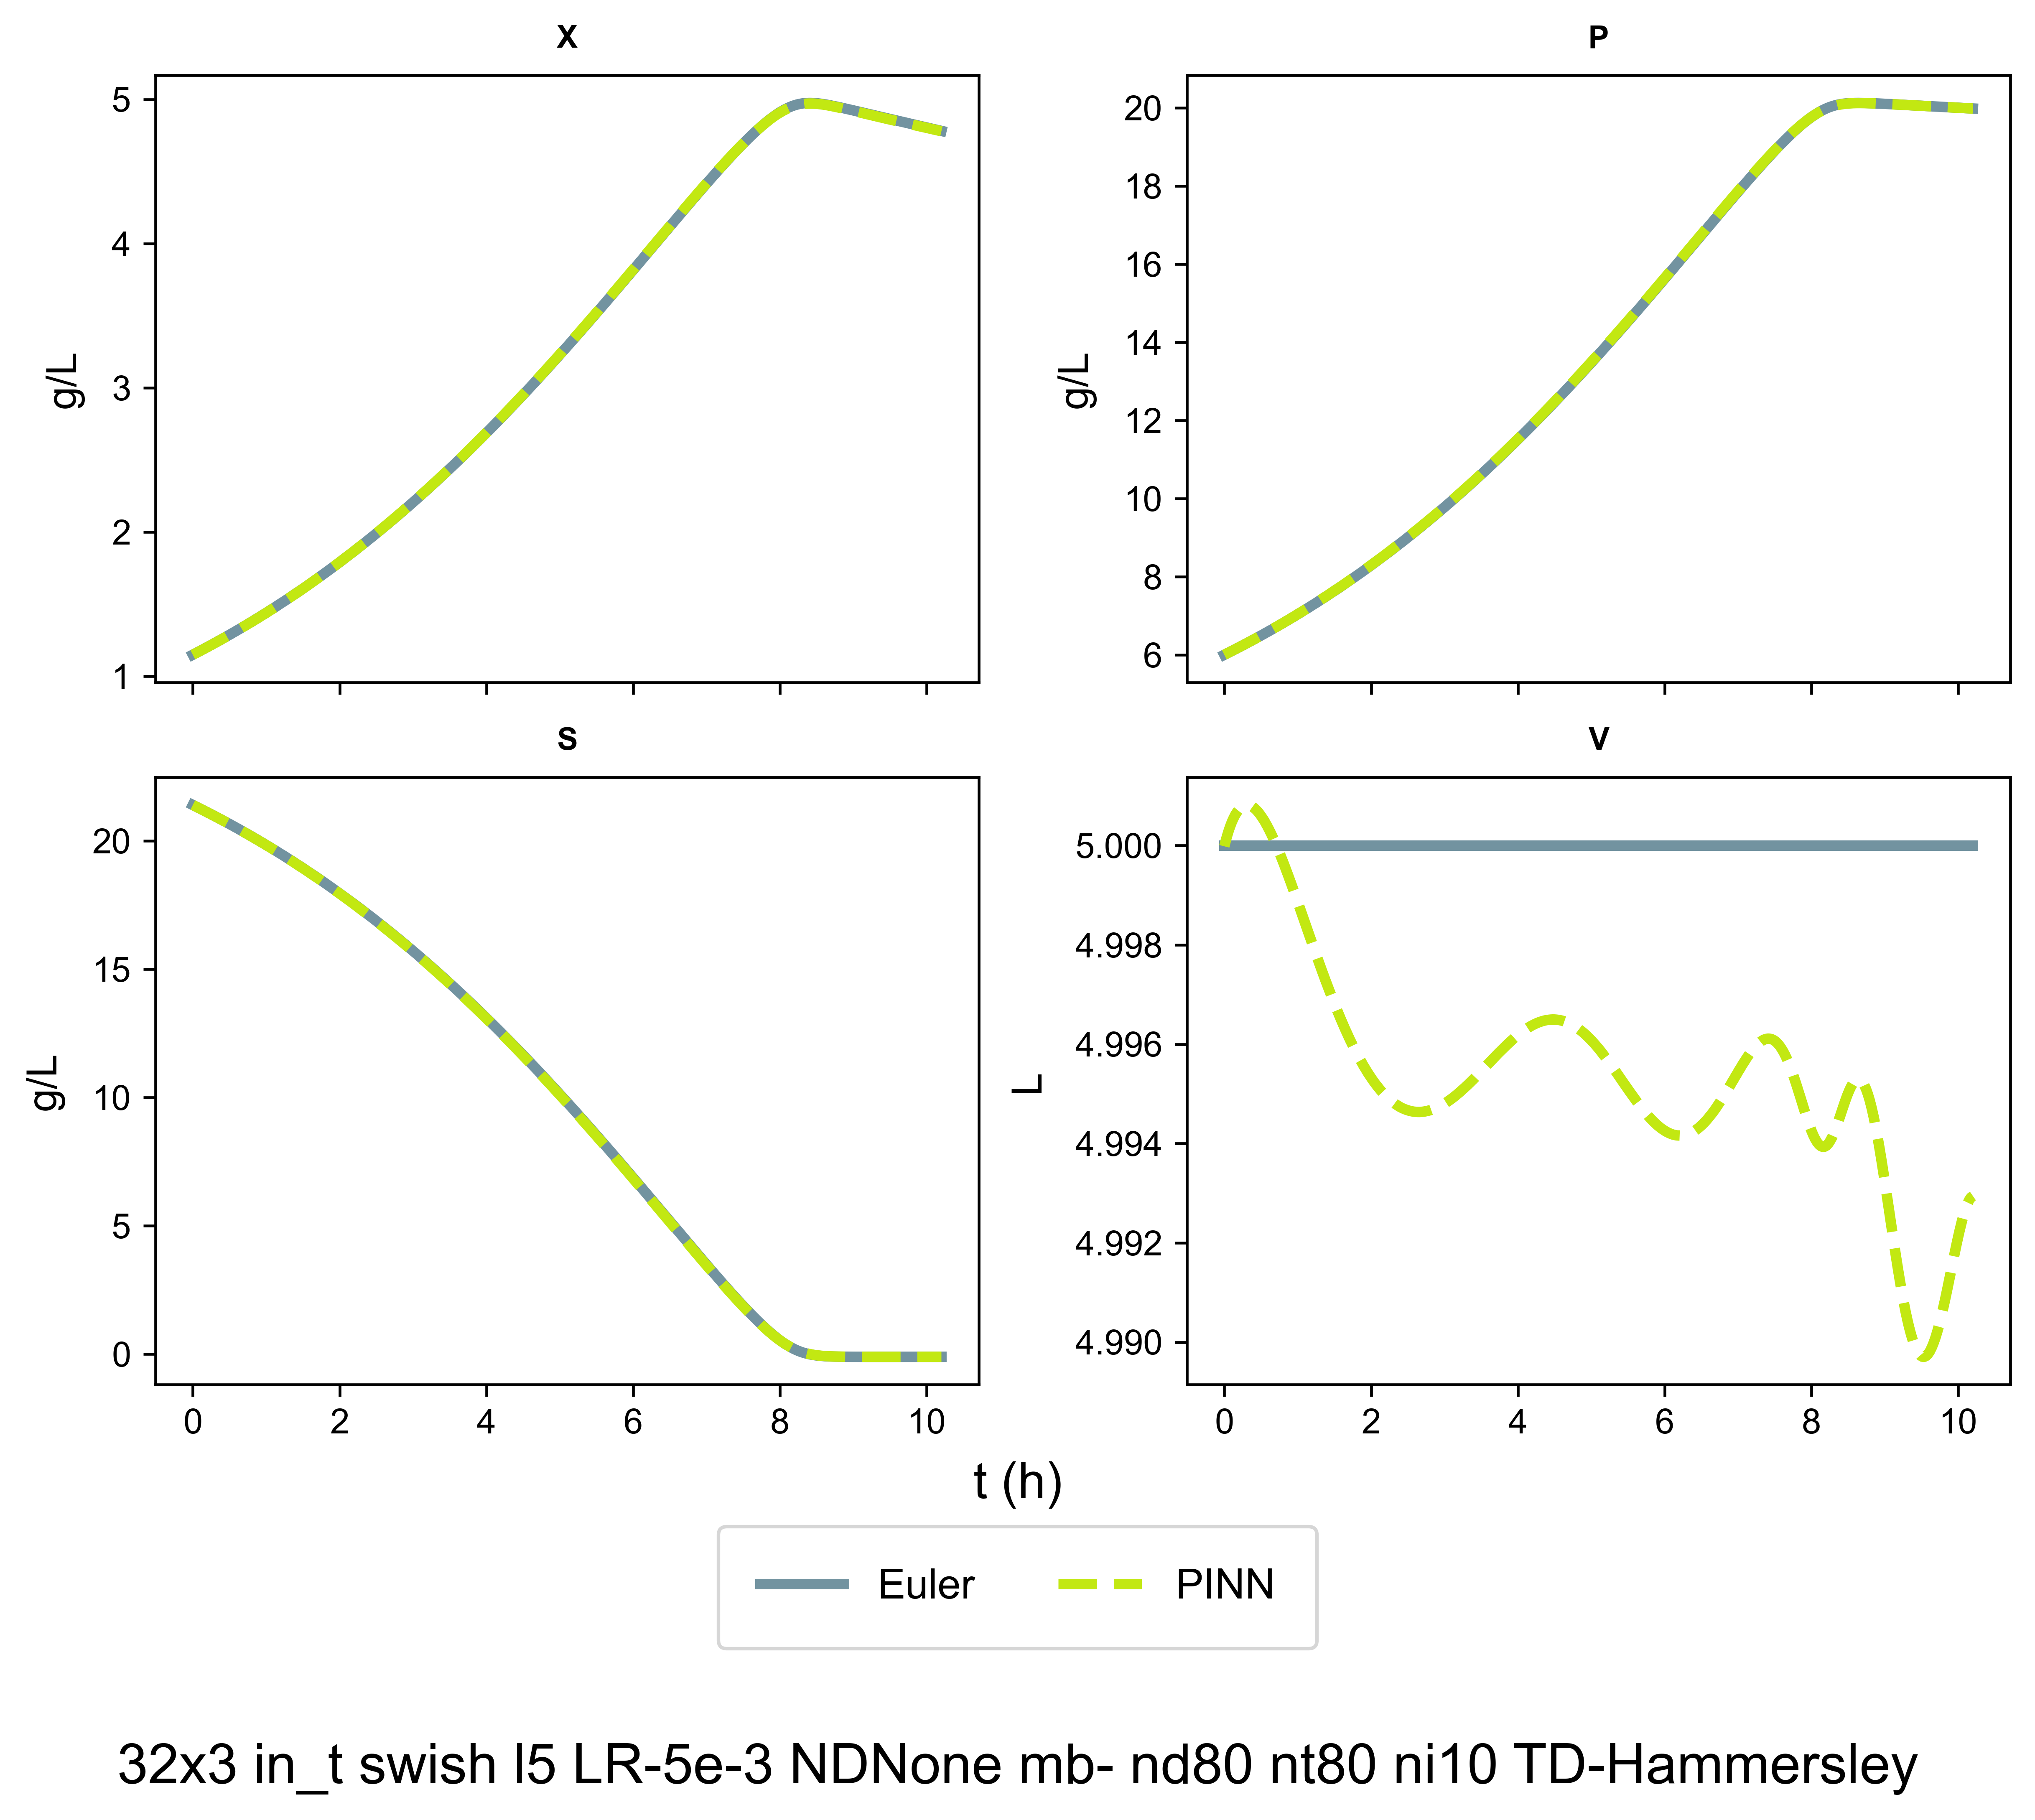 X
5
4
3
2
1
g/L
P
20
18
16
14
12
10
8
6
g/L
S
20
15
10
5
0
g/L
0 2 4 6 8 10
V
5.000
4.998
4.996
4.994
4.992
4.990
L
0 2 4 6 8 10
t (h)
Euler PINN
32x3 in_t swish l5 LR-5e-3 NDNone mb- nd80 nt80 ni10 TD-Hammersley